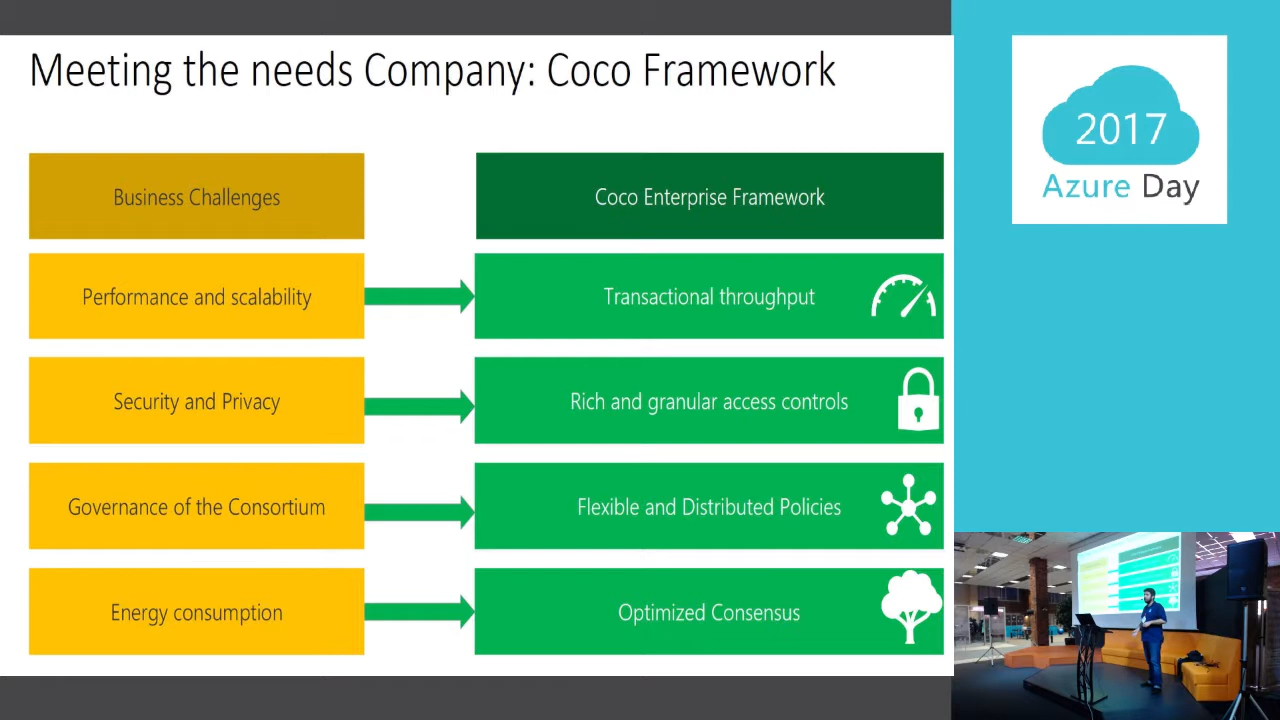 Meeting the needs Company: Coco Framework
Business Challenges
Coco Enterprise Framework
Performance and scalability
Transactional throughput
Security and Privacy
Rich and granular access controls
Governance of the Consortium
Flexible and Distributed Policies
Energy consumption
Optimized Consensus
2017
Azure Day